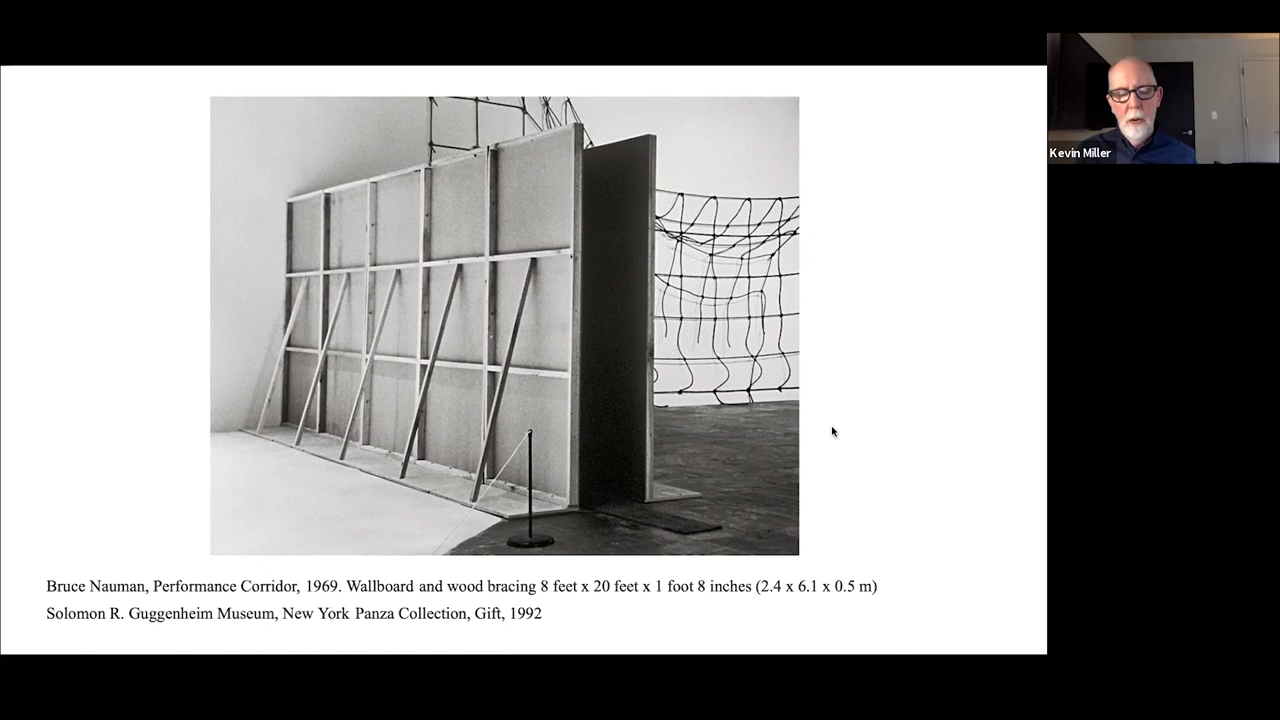 Kevin Miller
Bruce Nauman, Performance Corridor, 1969. Wallboard and wood bracing 8 feet x 20 feet x 1 foot 8 inches (2.4 x 6.1 x 0.5 m)
Solomon R. Guggenheim Museum, New York Panza Collection, Gift, 1992